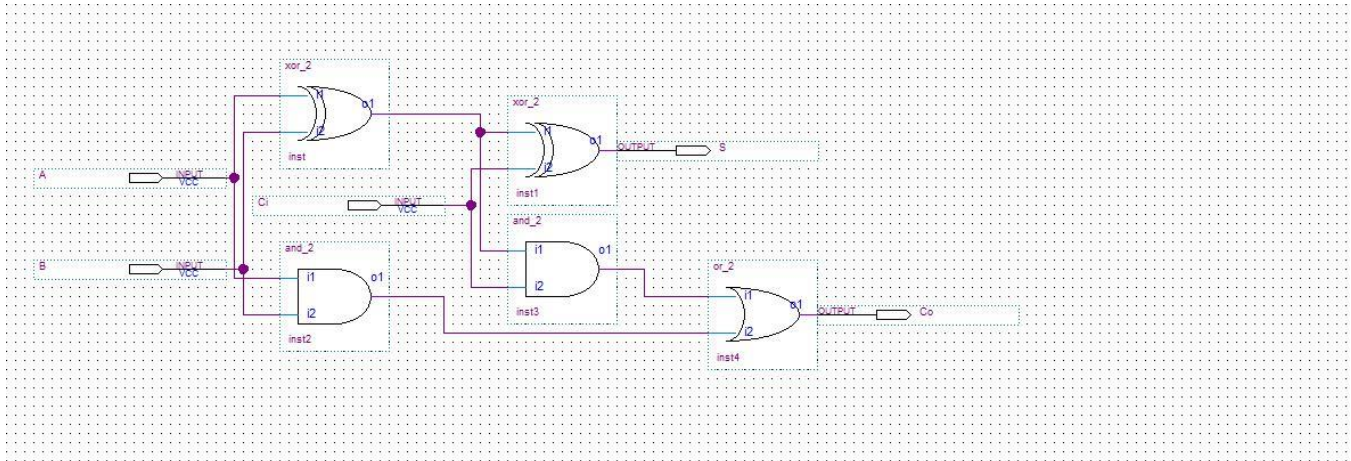 xor_2
i1
o1
i2
inst
xor_2
i1
o1
i2
inst1
OUTPUT
S
A
INPUT
VCC
Ci
INPUT
VCC
and_2
i1
o1
i2
inst3
B
INPUT
VCC
and_2
i1
o1
i2
inst2
or_2
i1
o1
i2
inst4
OUTPUT
Co